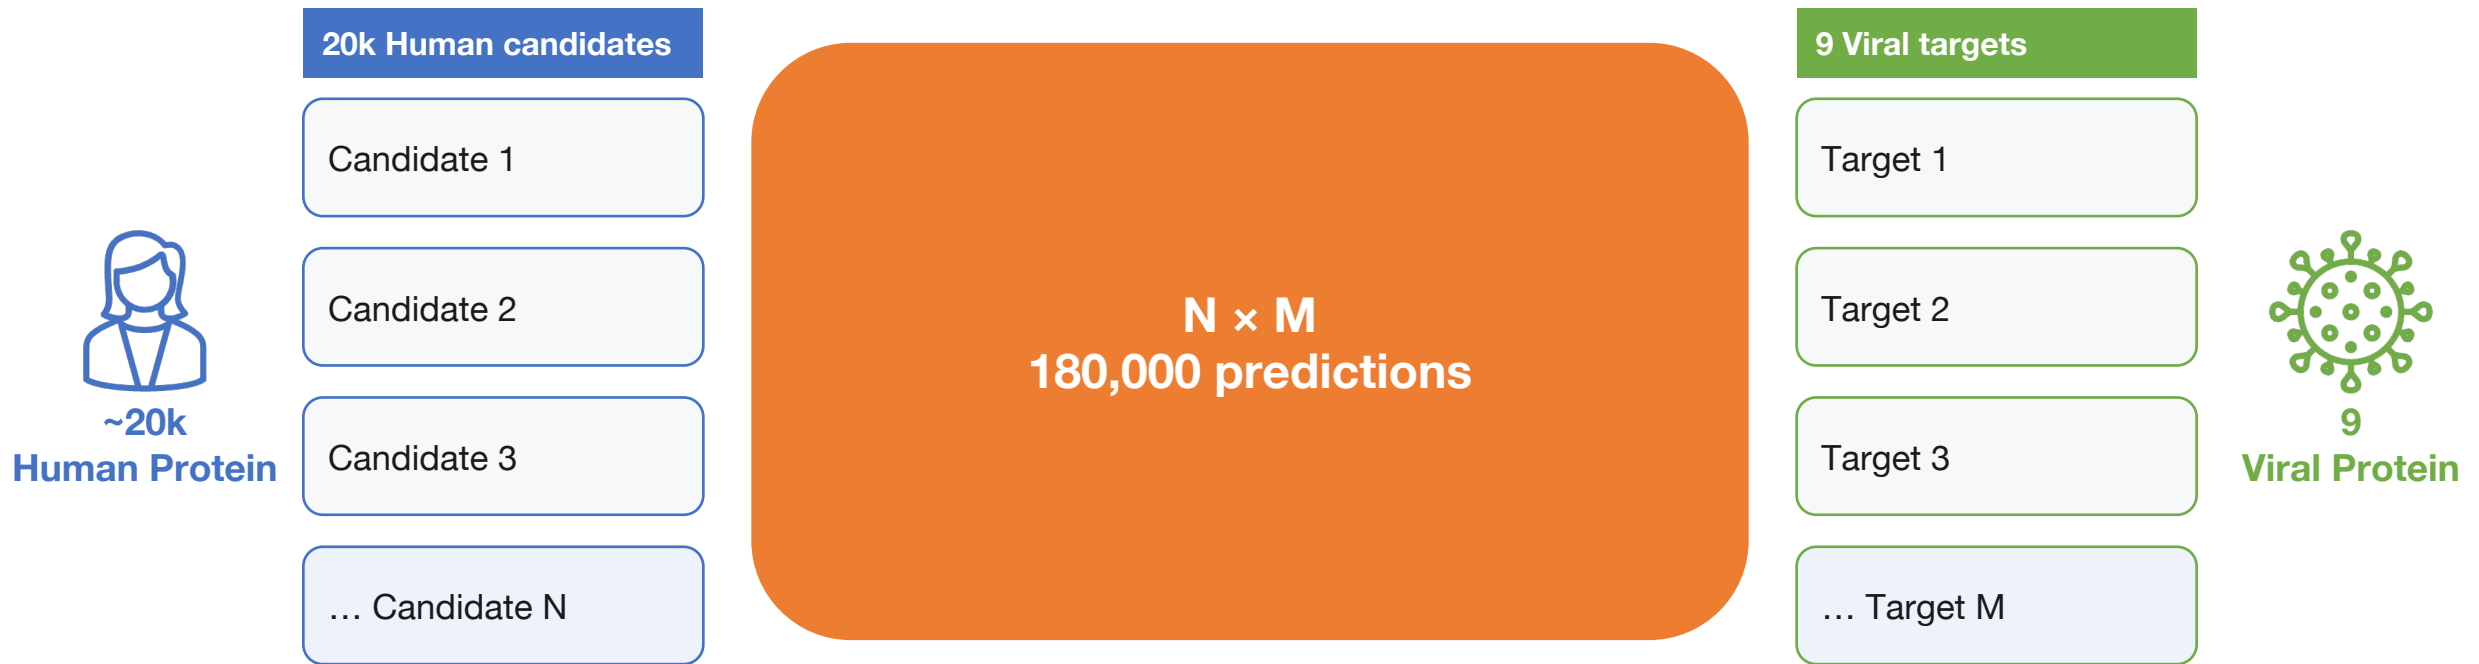 20k Human candidates
Candidate 1
Candidate 2
Candidate 3
… Candidate N
~20k
Human Protein
N × M
180,000 predictions
9 Viral targets
Target 1
Target 2
Target 3
… Target M
9
Viral Protein